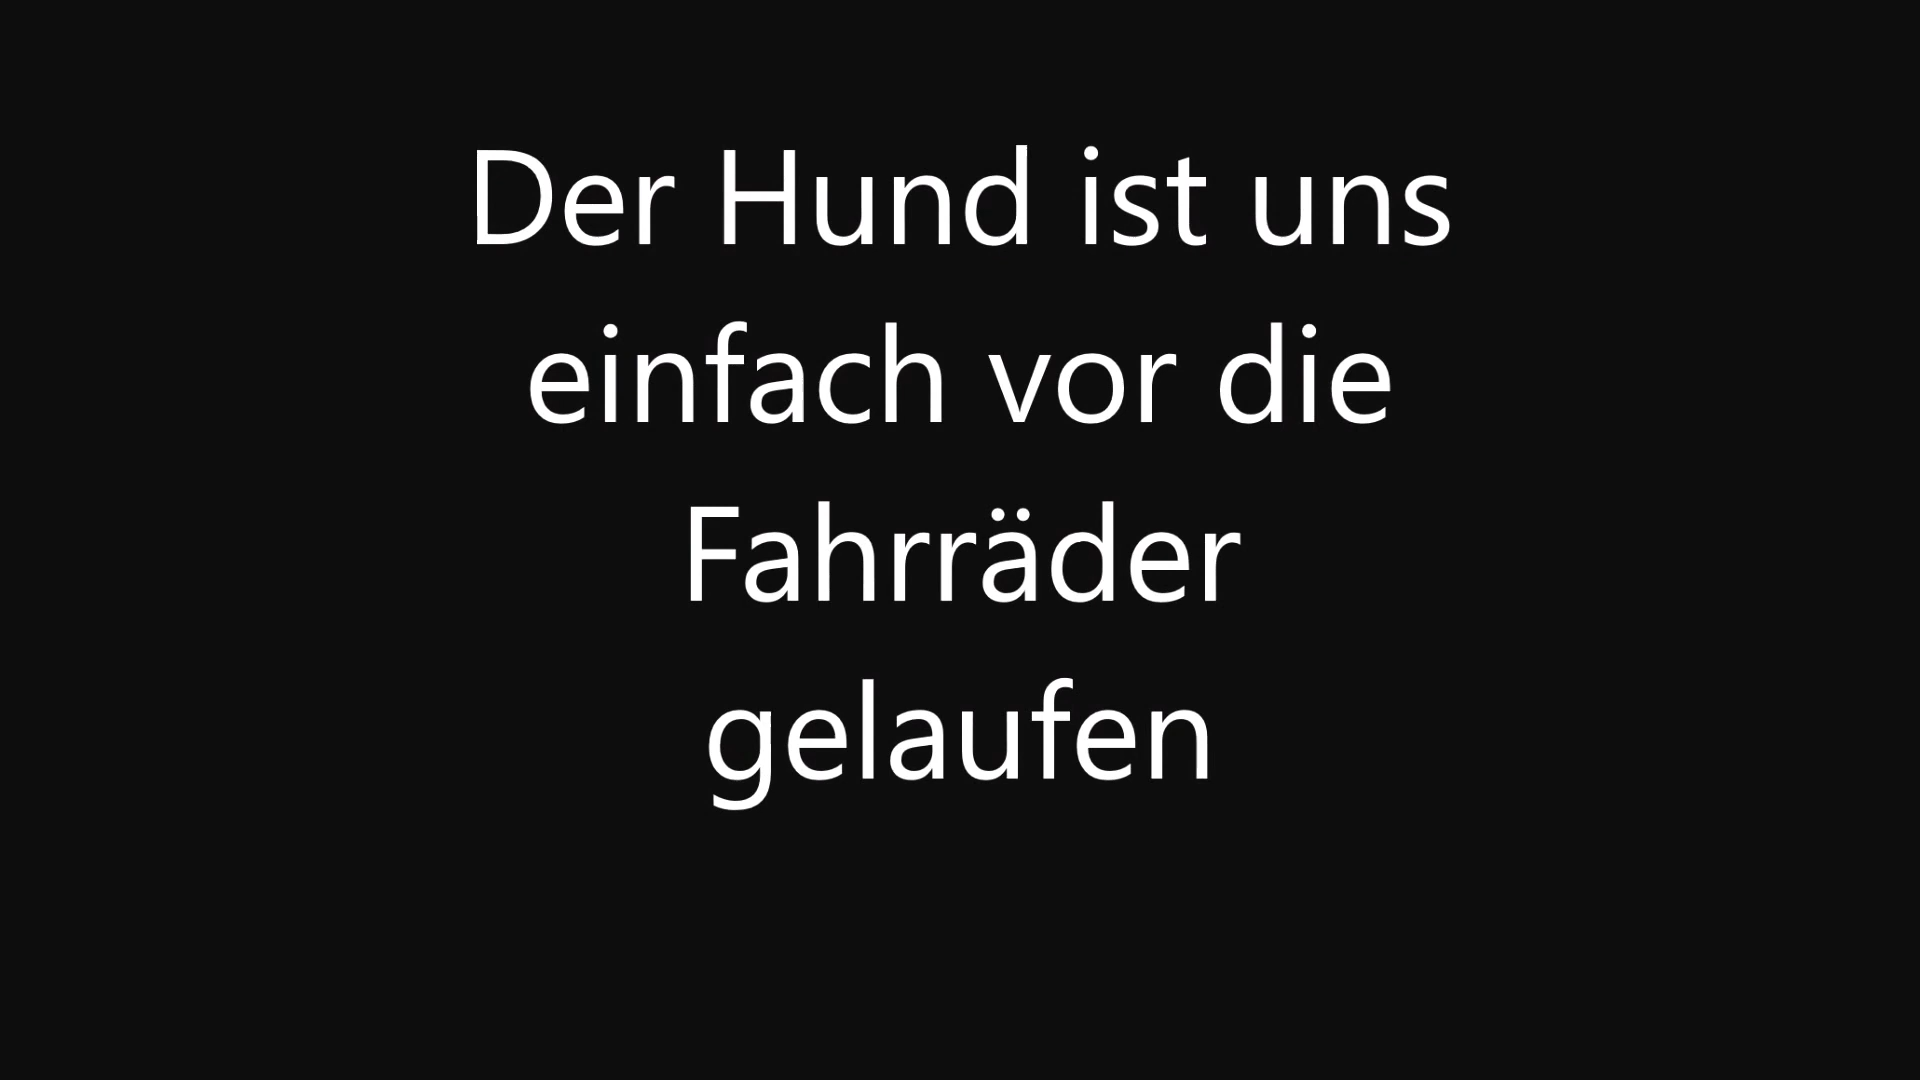 Der Hund ist uns
einfach vor die
Fahrräder
gelaufen